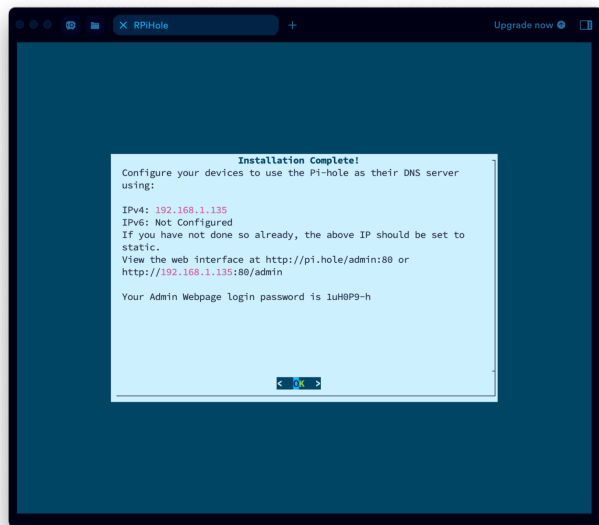 RPiHole
Upgrade now
Installation Complete!
Configure your devices to use the Pi-hole as their DNS server
using:
IPv4: 192.168.1.135
IPv6: Not Configured
If you have not done so already, the above IP should be set to
static.
View the web interface at http://pi.hole/admin:80 or
http://192.168.1.135:80/admin
Your Admin Webpage login password is 1uH0P9-h
< OK >